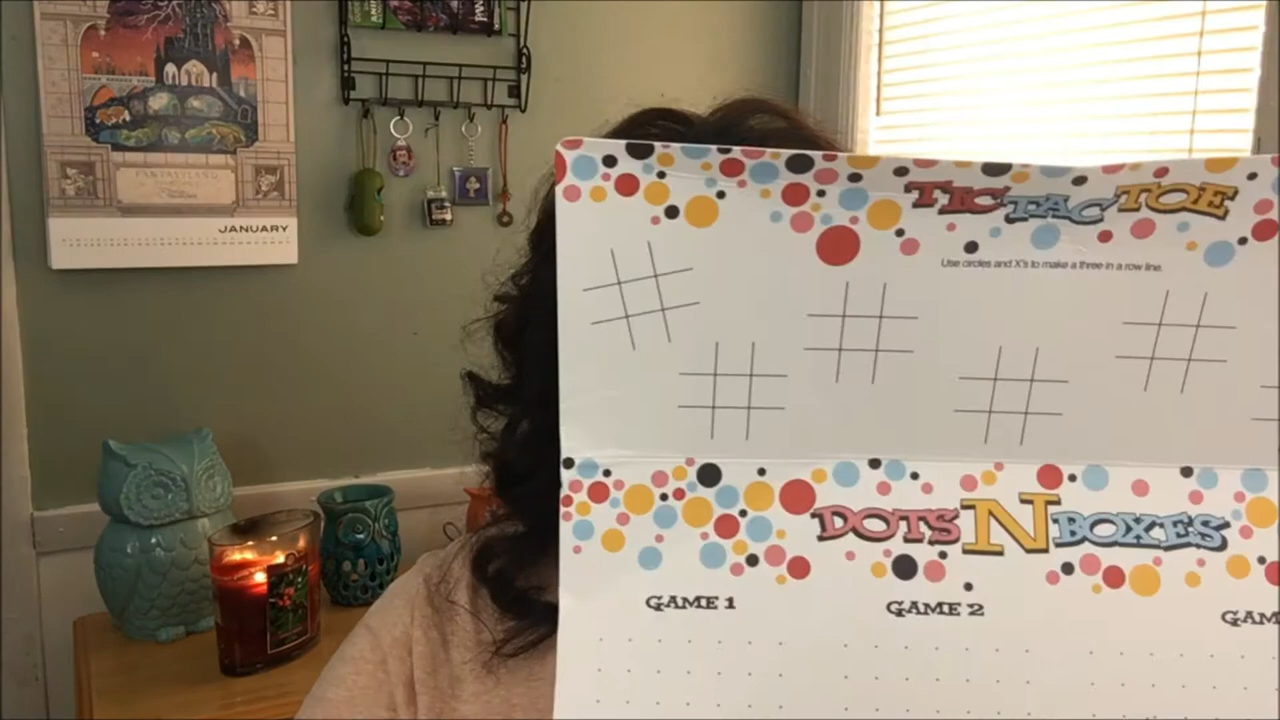 FANTASYLAND
JANUARY
TIC TAC TOE
Use circles and X's to make a three in a row line.
DOTS N BOXES
GAME 1
GAME 2
GAM